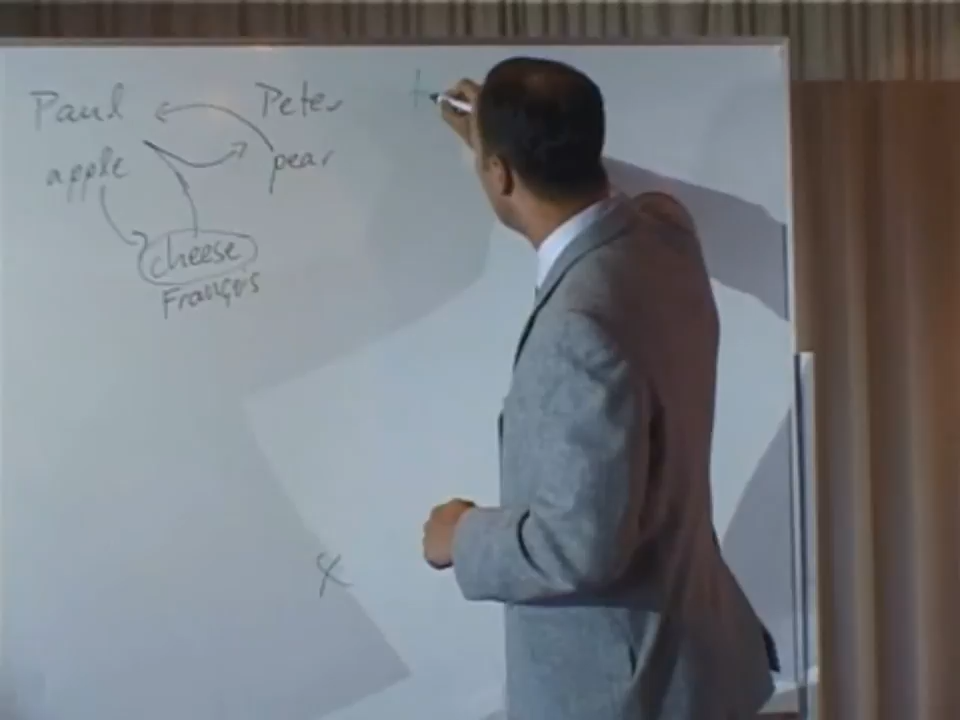 Paul Peter t
apple pear
cheese
François
x